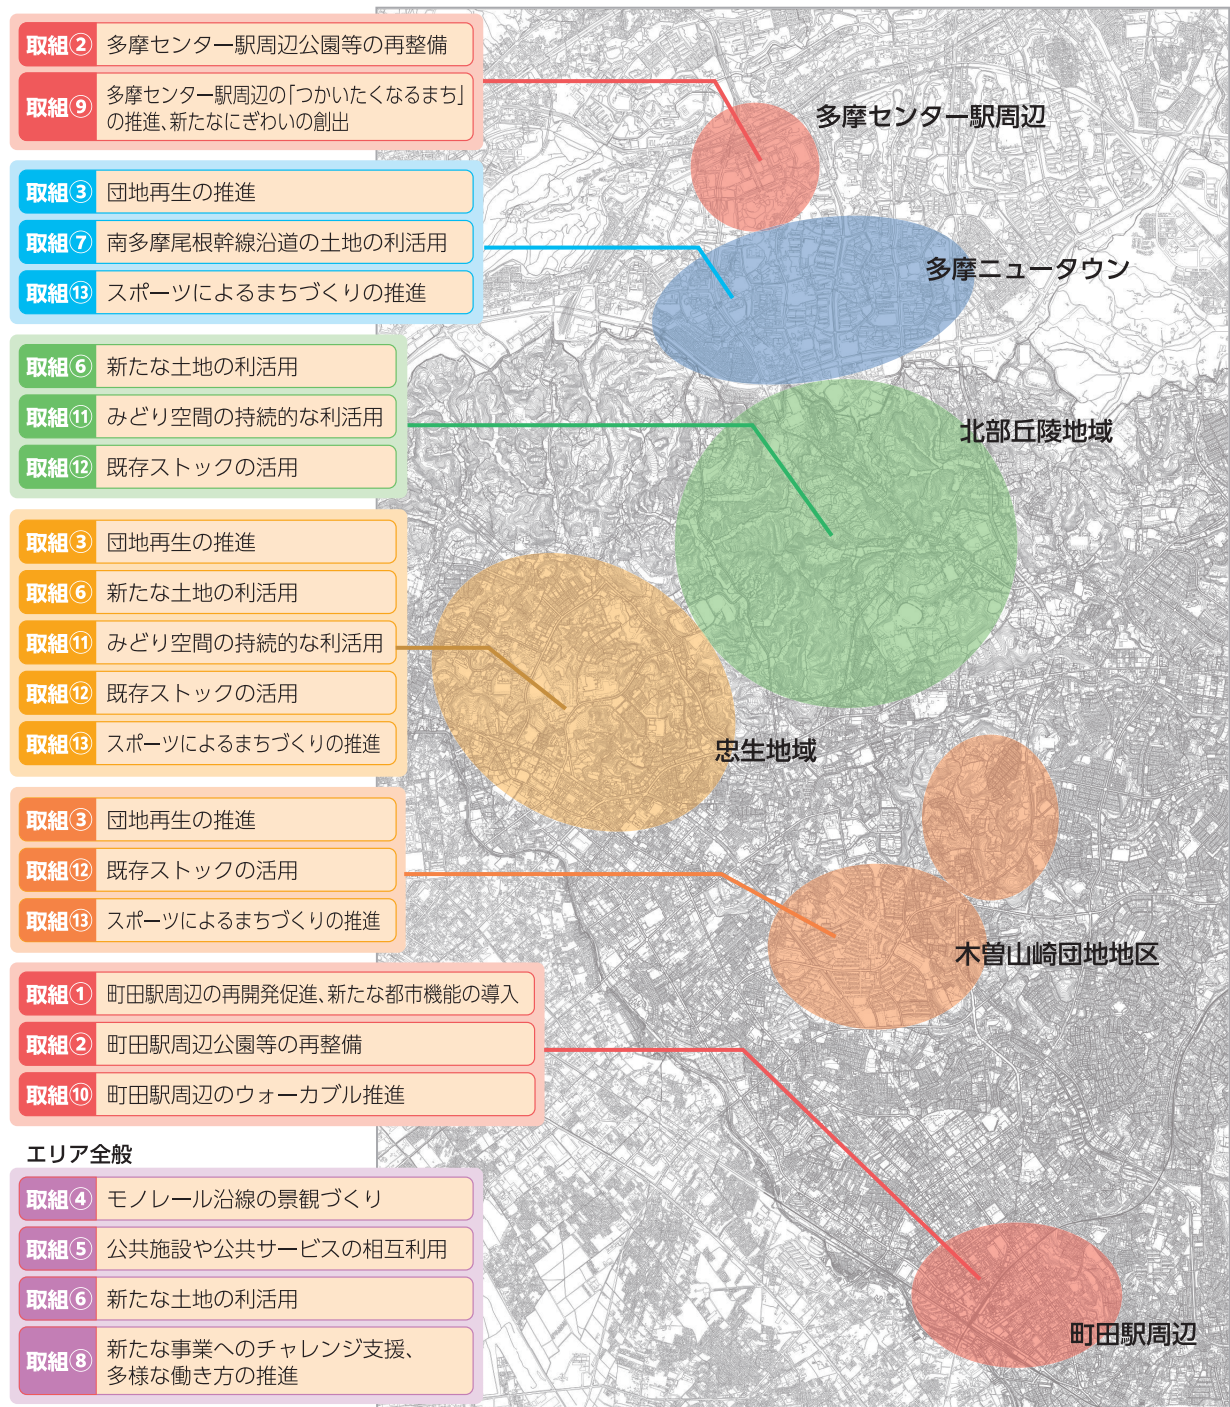 取組② 多摩センター駅周辺公園等の再整備
取組⑨ 多摩センター駅周辺の「つかいたくなるまち」
の推進、新たなにぎわいの創出
取組③ 団地再生の推進
取組⑦ 南多摩尾根幹線沿道の土地の利活用
取組⑬ スポーツによるまちづくりの推進
取組⑥ 新たな土地の利活用
取組⑪ みどり空間の持続的な利活用
取組⑫ 既存ストックの活用
取組③ 団地再生の推進
取組⑥ 新たな土地の利活用
取組⑪ みどり空間の持続的な利活用
取組⑫ 既存ストックの活用
取組⑬ スポーツによるまちづくりの推進
取組③ 団地再生の推進
取組⑫ 既存ストックの活用
取組⑬ スポーツによるまちづくりの推進
取組① 町田駅周辺の再開発促進、新たな都市機能の導入
取組② 町田駅周辺公園等の再整備
取組⑩ 町田駅周辺のウォーカブル推進
エリア全般
取組④ モノレール沿線の景観づくり
取組⑤ 公共施設や公共サービスの相互利用
取組⑥ 新たな土地の利活用
取組⑧ 新たな事業へのチャレンジ支援、
多様な働き方の推進
多摩センター駅周辺
多摩ニュータウン
北部丘陵地域
忠生地域
木曽山崎団地地区
町田駅周辺